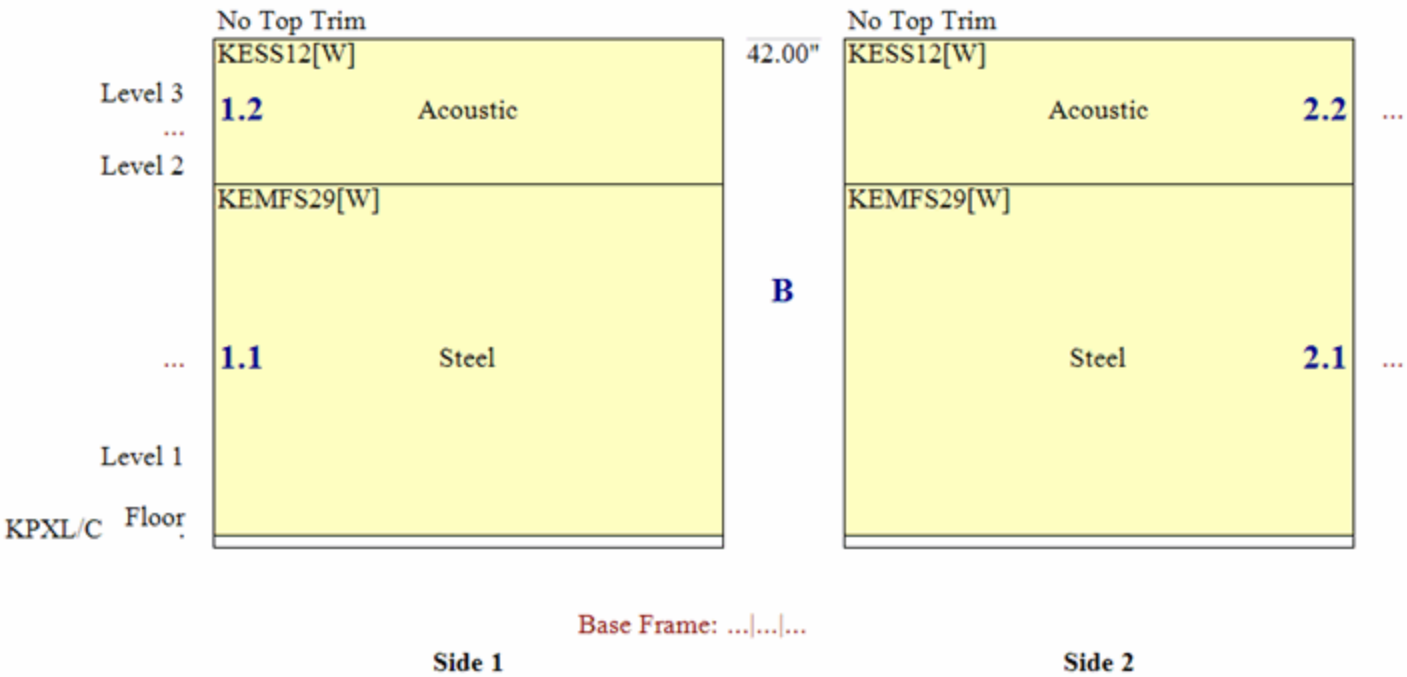 No Top Trim
No Top Trim
KESS12[W]
42.00"
KESS12[W]
Level 3
1.2
Acoustic
Acoustic
2.2
...
...
Level 2
KEMFS29[W]
KEMFS29[W]
B
...
1.1
Steel
Steel
2.1
...
Level 1
Floor
KPXL/C
.
Base Frame: ...|...|...
Side 1
Side 2